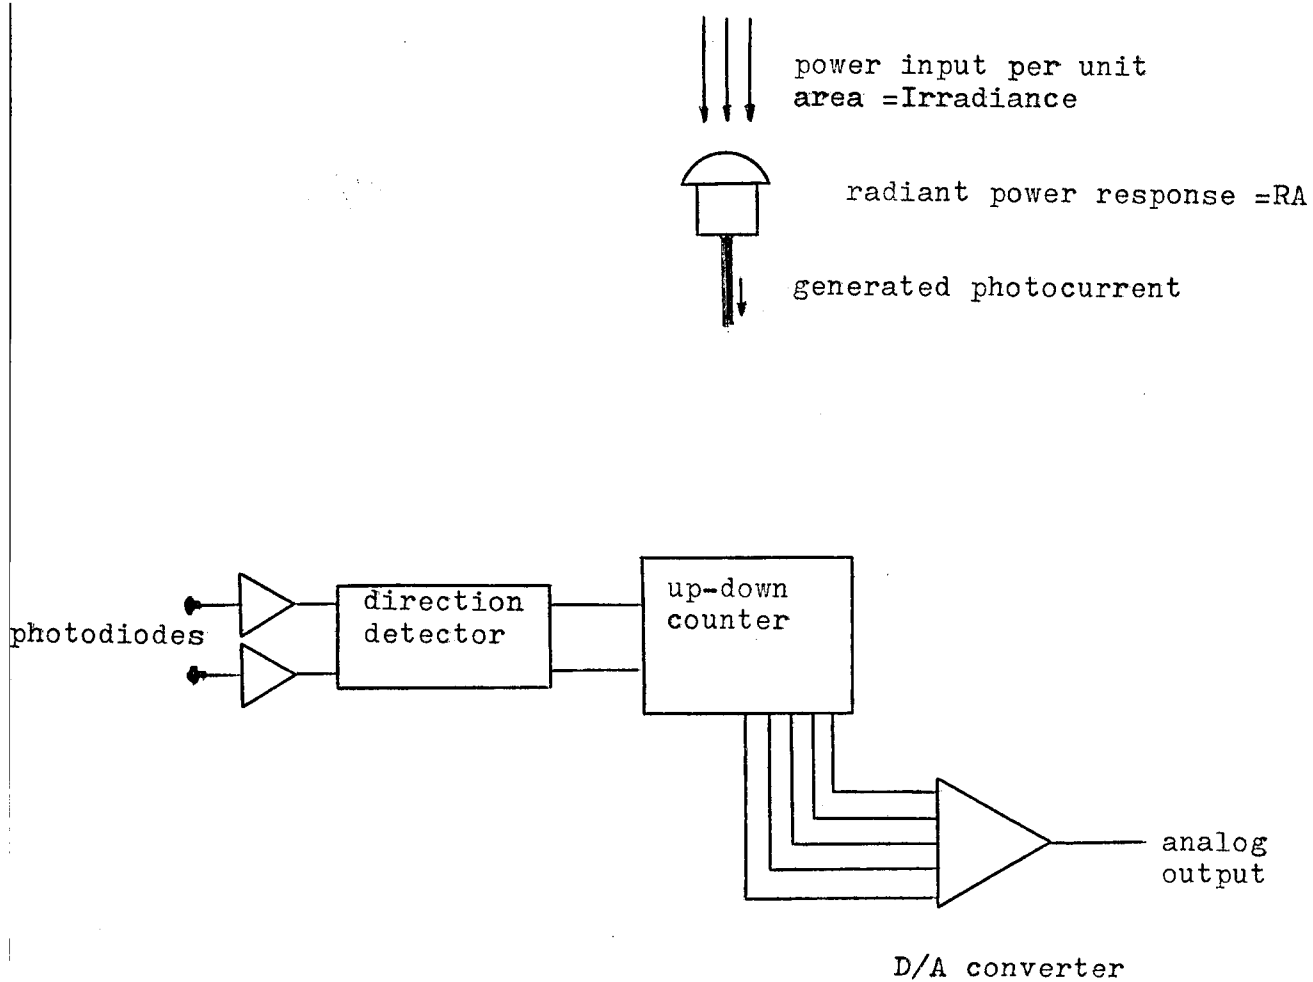 power input per unit
area =Irradiance
radiant power response =RA
generated photocurrent
direction
detector
up-down
counter
photodiodes
analog
output
D/A converter